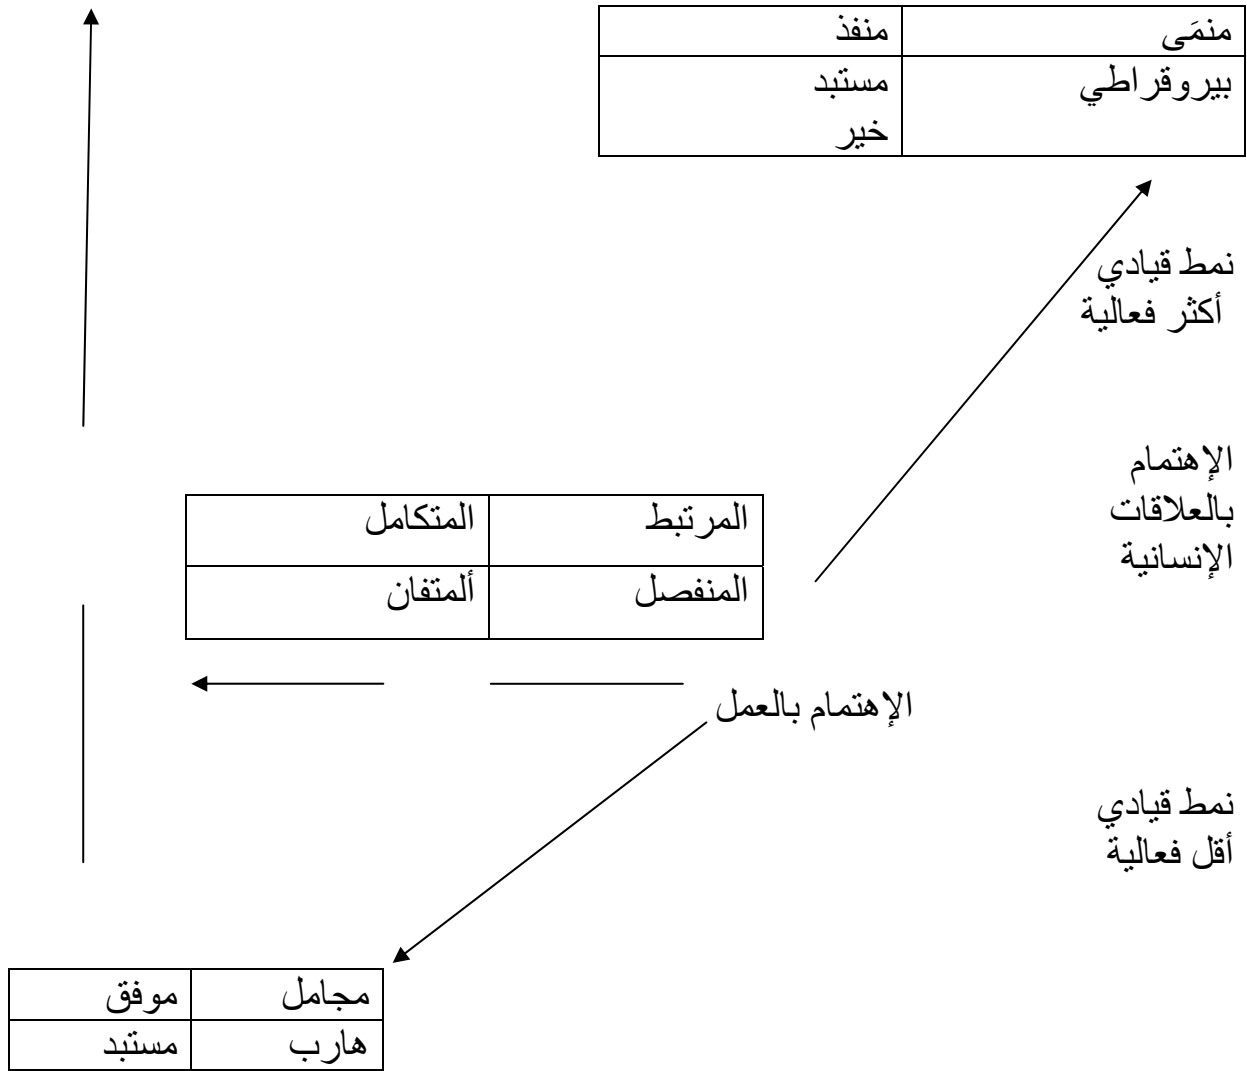 منمَى
منفذ
بيروقراطي
مستبد
خير
نمط قيادي
أكثر فعالية
الإهتمام
بالعلاقات
الإنسانية
المرتبط
المتكامل
المنفصل
ألمتفان
الإهتمام بالعمل
نمط قيادي
أقل فعالية
مجامل
موفق
هارب
مستبد